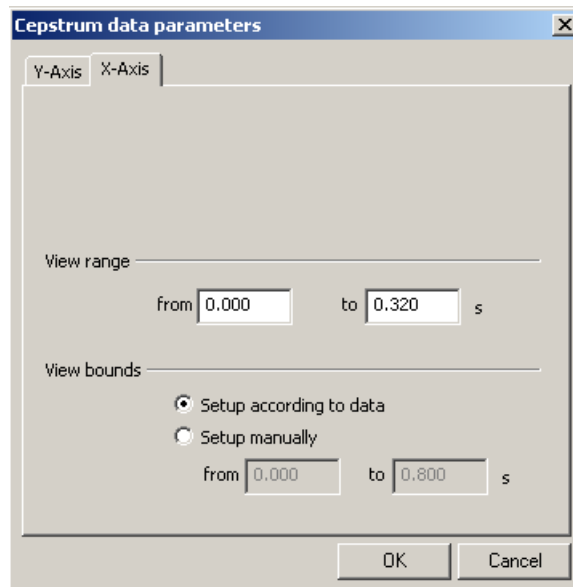 Cepstrum data parameters
Y-Axis X-Axis
View range
from 0.000 to 0.320 s
View bounds
Setup according to data
Setup manually
from 0.000 to 0.800 s
OK Cancel